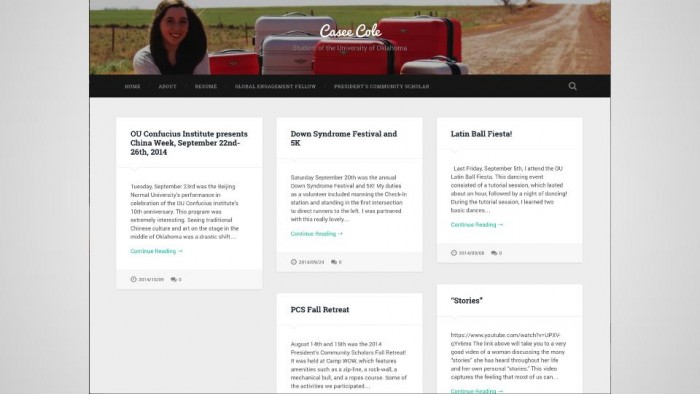 Casee Cole
Student of the University of Oklahoma
HOME ABOUT RESUME GLOBAL ENGAGEMENT FELLOW PRESIDENT'S COMMUNITY SCHOLAR
OU Confucius Institute presents
China Week, September 22nd-
26th, 2014
Tuesday, September 23rd was the Beijing
Normal University's performance in
celebration of the OU Confucius Institute's
10th anniversary. This program was
extremely interesting. Seeing traditional
Chinese culture and art on the stage in the
middle of Oklahoma was a drastic shift…
Continue Reading →
2014/10/09 0
Down Syndrome Festival and
5K
Saturday September 20th was the annual
Down Syndrome Festival and 5K! My duties
as a volunteer included manning the Check-In
station and standing in the first intersection
to direct runners to the left. I was partnered
with this really lovely…
Continue Reading →
2014/09/23 0
PCS Fall Retreat
August 14th and 15th was the 2014
President's Community Scholars Fall Retreat!
It was held at Camp WOW, which features
amenities such as a zip-line, a rock-wall, a
mechanical bull, and a ropes course. Some of
the activities we participated…
Latin Ball Fiesta!
Last Friday, September 5th, I attend the OU
Latin Ball Fiesta. This dancing event
consisted of a tutorial session, which lasted
about an hour, followed by a night of dancing!
During the tutorial session, I learned two
basic dances…
Continue Reading →
2014/09/08 0
"Stories"
https://www.youtube.com/watch?v=UPXV-
The link above will take you to a very
good video of a woman discussing the many
"stories" she has heard throughout her life
and her own personal "stories." This video
captures the feeling that most of us can…
Continue Reading →